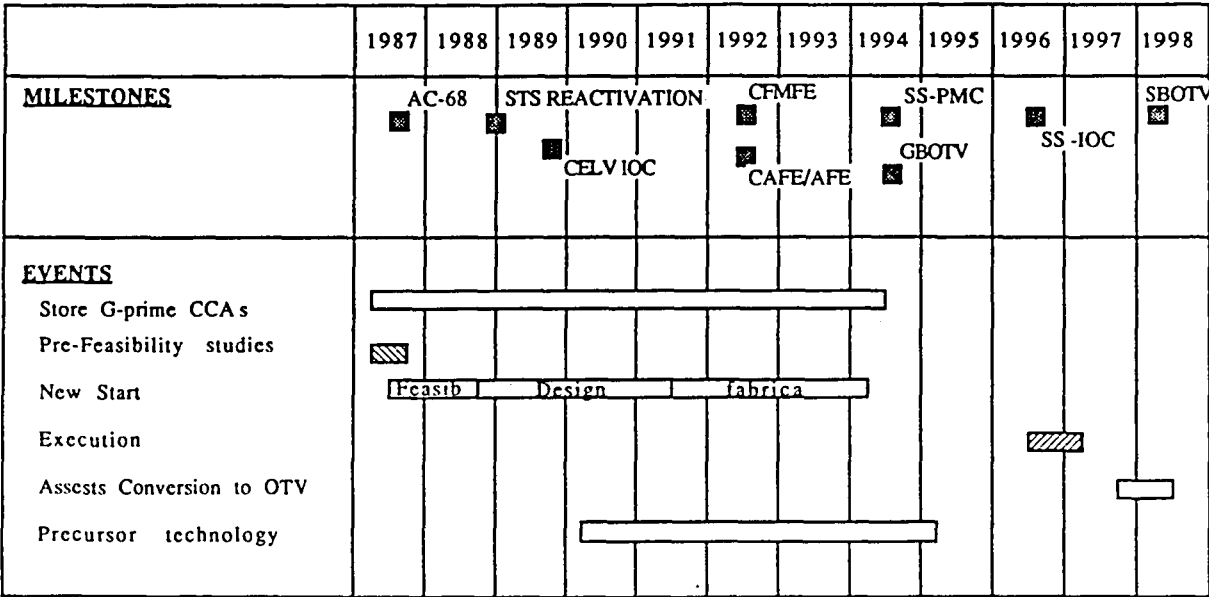 1987 1988 1989 1990 1991 1992 1993 1994 1995 1996 1997 1998
MILESTONES
AC-68 STS REACTIVATION CFMFE SS-PMC SBOTV
CELV IOC CAFE/AFE GBOTV SS-IOC
EVENTS
Store G-prime CCAs
Pre-Feasibility studies
New Start Feasib Design fabrica
Execution
Assests Conversion to OTV
Precursor technology